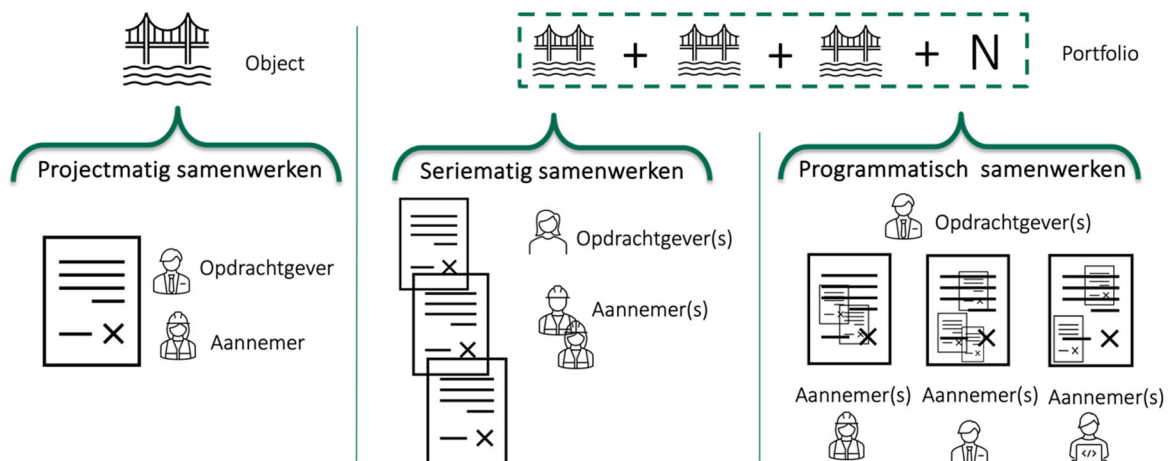 Object
+ + + N
Portfolio
Projectmatig samenwerken
Opdrachtgever
Aannemer
Seriematig samenwerken
Opdrachtgever(s)
Aannemer(s)
Programmatisch samenwerken
Opdrachtgever(s)
Aannemer(s)
Aannemer(s)
Aannemer(s)